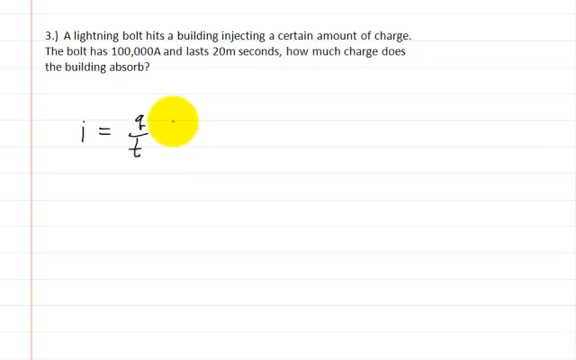 3.) A lightning bolt hits a building injecting a certain amount of charge.
The bolt has 100,000A and lasts 20m seconds, how much charge does
the building absorb?
i = q/t